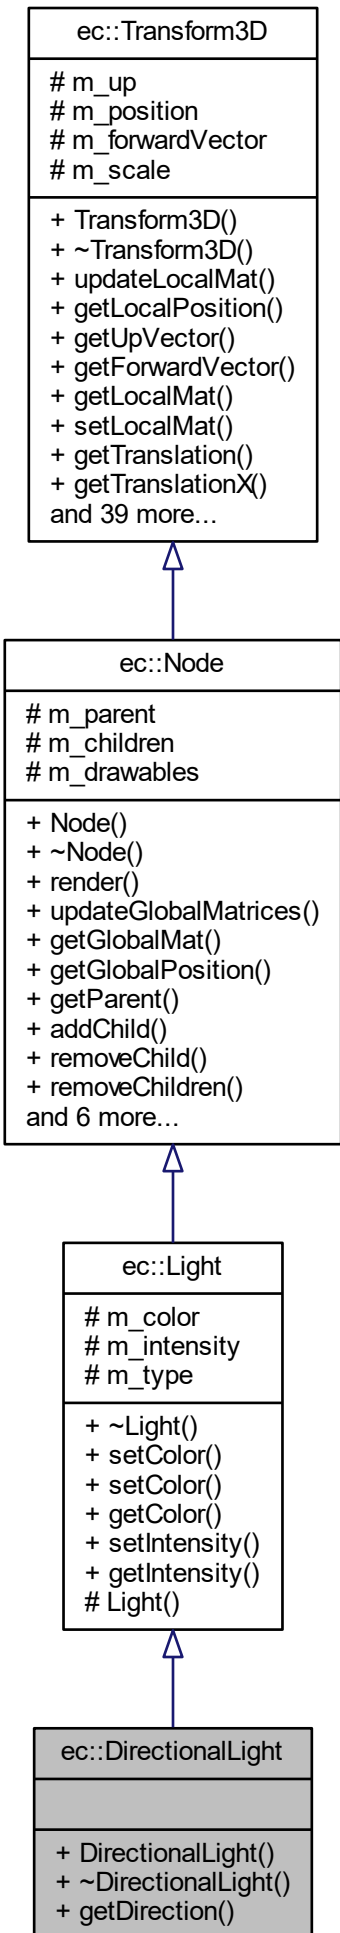 ec::Transform3D
# m_up
# m_position
# m_forwardVector
# m_scale
+ Transform3D()
+ ~Transform3D()
+ updateLocalMat()
+ getLocalPosition()
+ getUpVector()
+ getForwardVector()
+ getLocalMat()
+ setLocalMat()
+ getTranslation()
+ getTranslationX()
and 39 more...
ec::Node
# m_parent
# m_children
# m_drawables
+ Node()
+ ~Node()
+ render()
+ updateGlobalMatrices()
+ getGlobalMat()
+ getGlobalPosition()
+ getParent()
+ addChild()
+ removeChild()
+ removeChildren()
and 6 more...
ec::Light
# m_color
# m_intensity
# m_type
+ ~Light()
+ setColor()
+ setColor()
+ getColor()
+ setIntensity()
+ getIntensity()
# Light()
ec::DirectionalLight
+ DirectionalLight()
+ ~DirectionalLight()
+ getDirection()